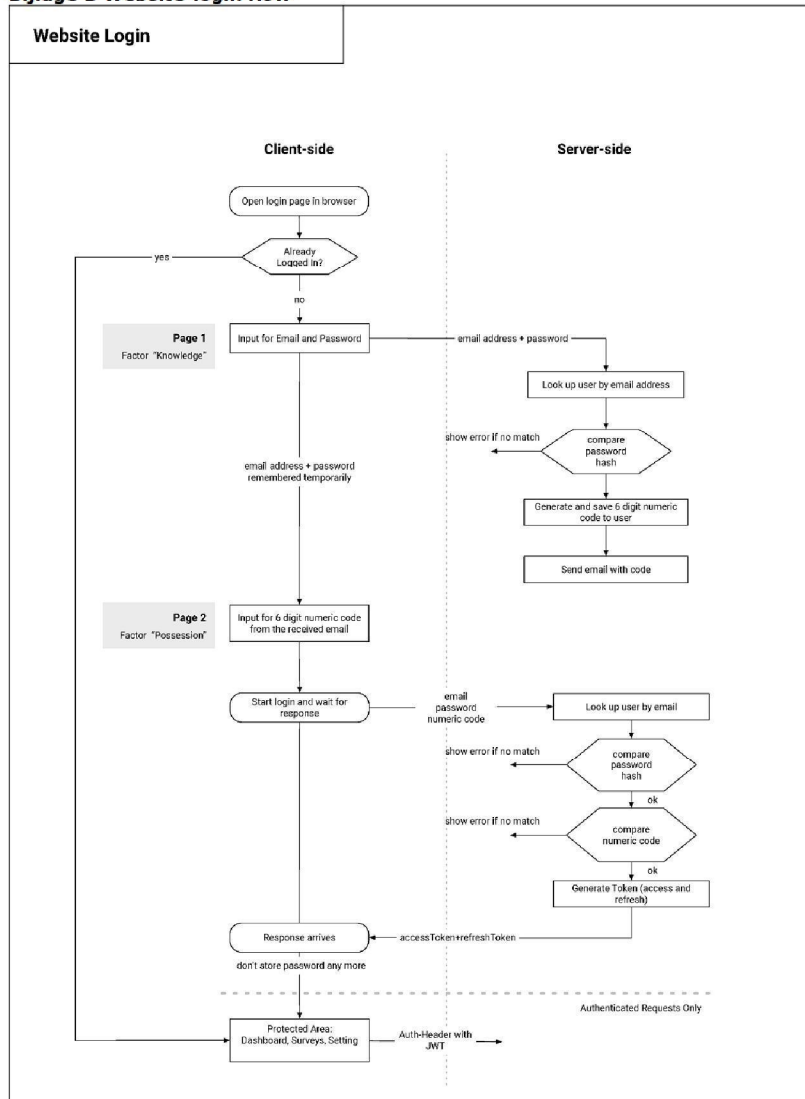 Bijlage B Website login flow
Website Login
Client-side
Server-side
Open login page in browser
Already
Logged In?
yes
no
Page 1
Factor "Knowledge"
Input for Email and Password
email address + password
Look up user by email address
compare
password
hash
show error if no match
email address + password
remembered temporarily
Generate and save 6 digit numeric
code to user
Send email with code
Page 2
Factor "Possession"
Input for 6 digit numeric code
from the received email
Start login and wait for
response
email
password
numeric code
Look up user by email
show error if no match
compare
password
hash
ok
show error if no match
compare
numeric code
ok
Generate Token (access and
refresh)
Response arrives
accessToken+refreshToken
don't store password any more
Authenticated Requests Only
Protected Area:
Dashboard, Surveys, Setting
Auth-Header with
JWT